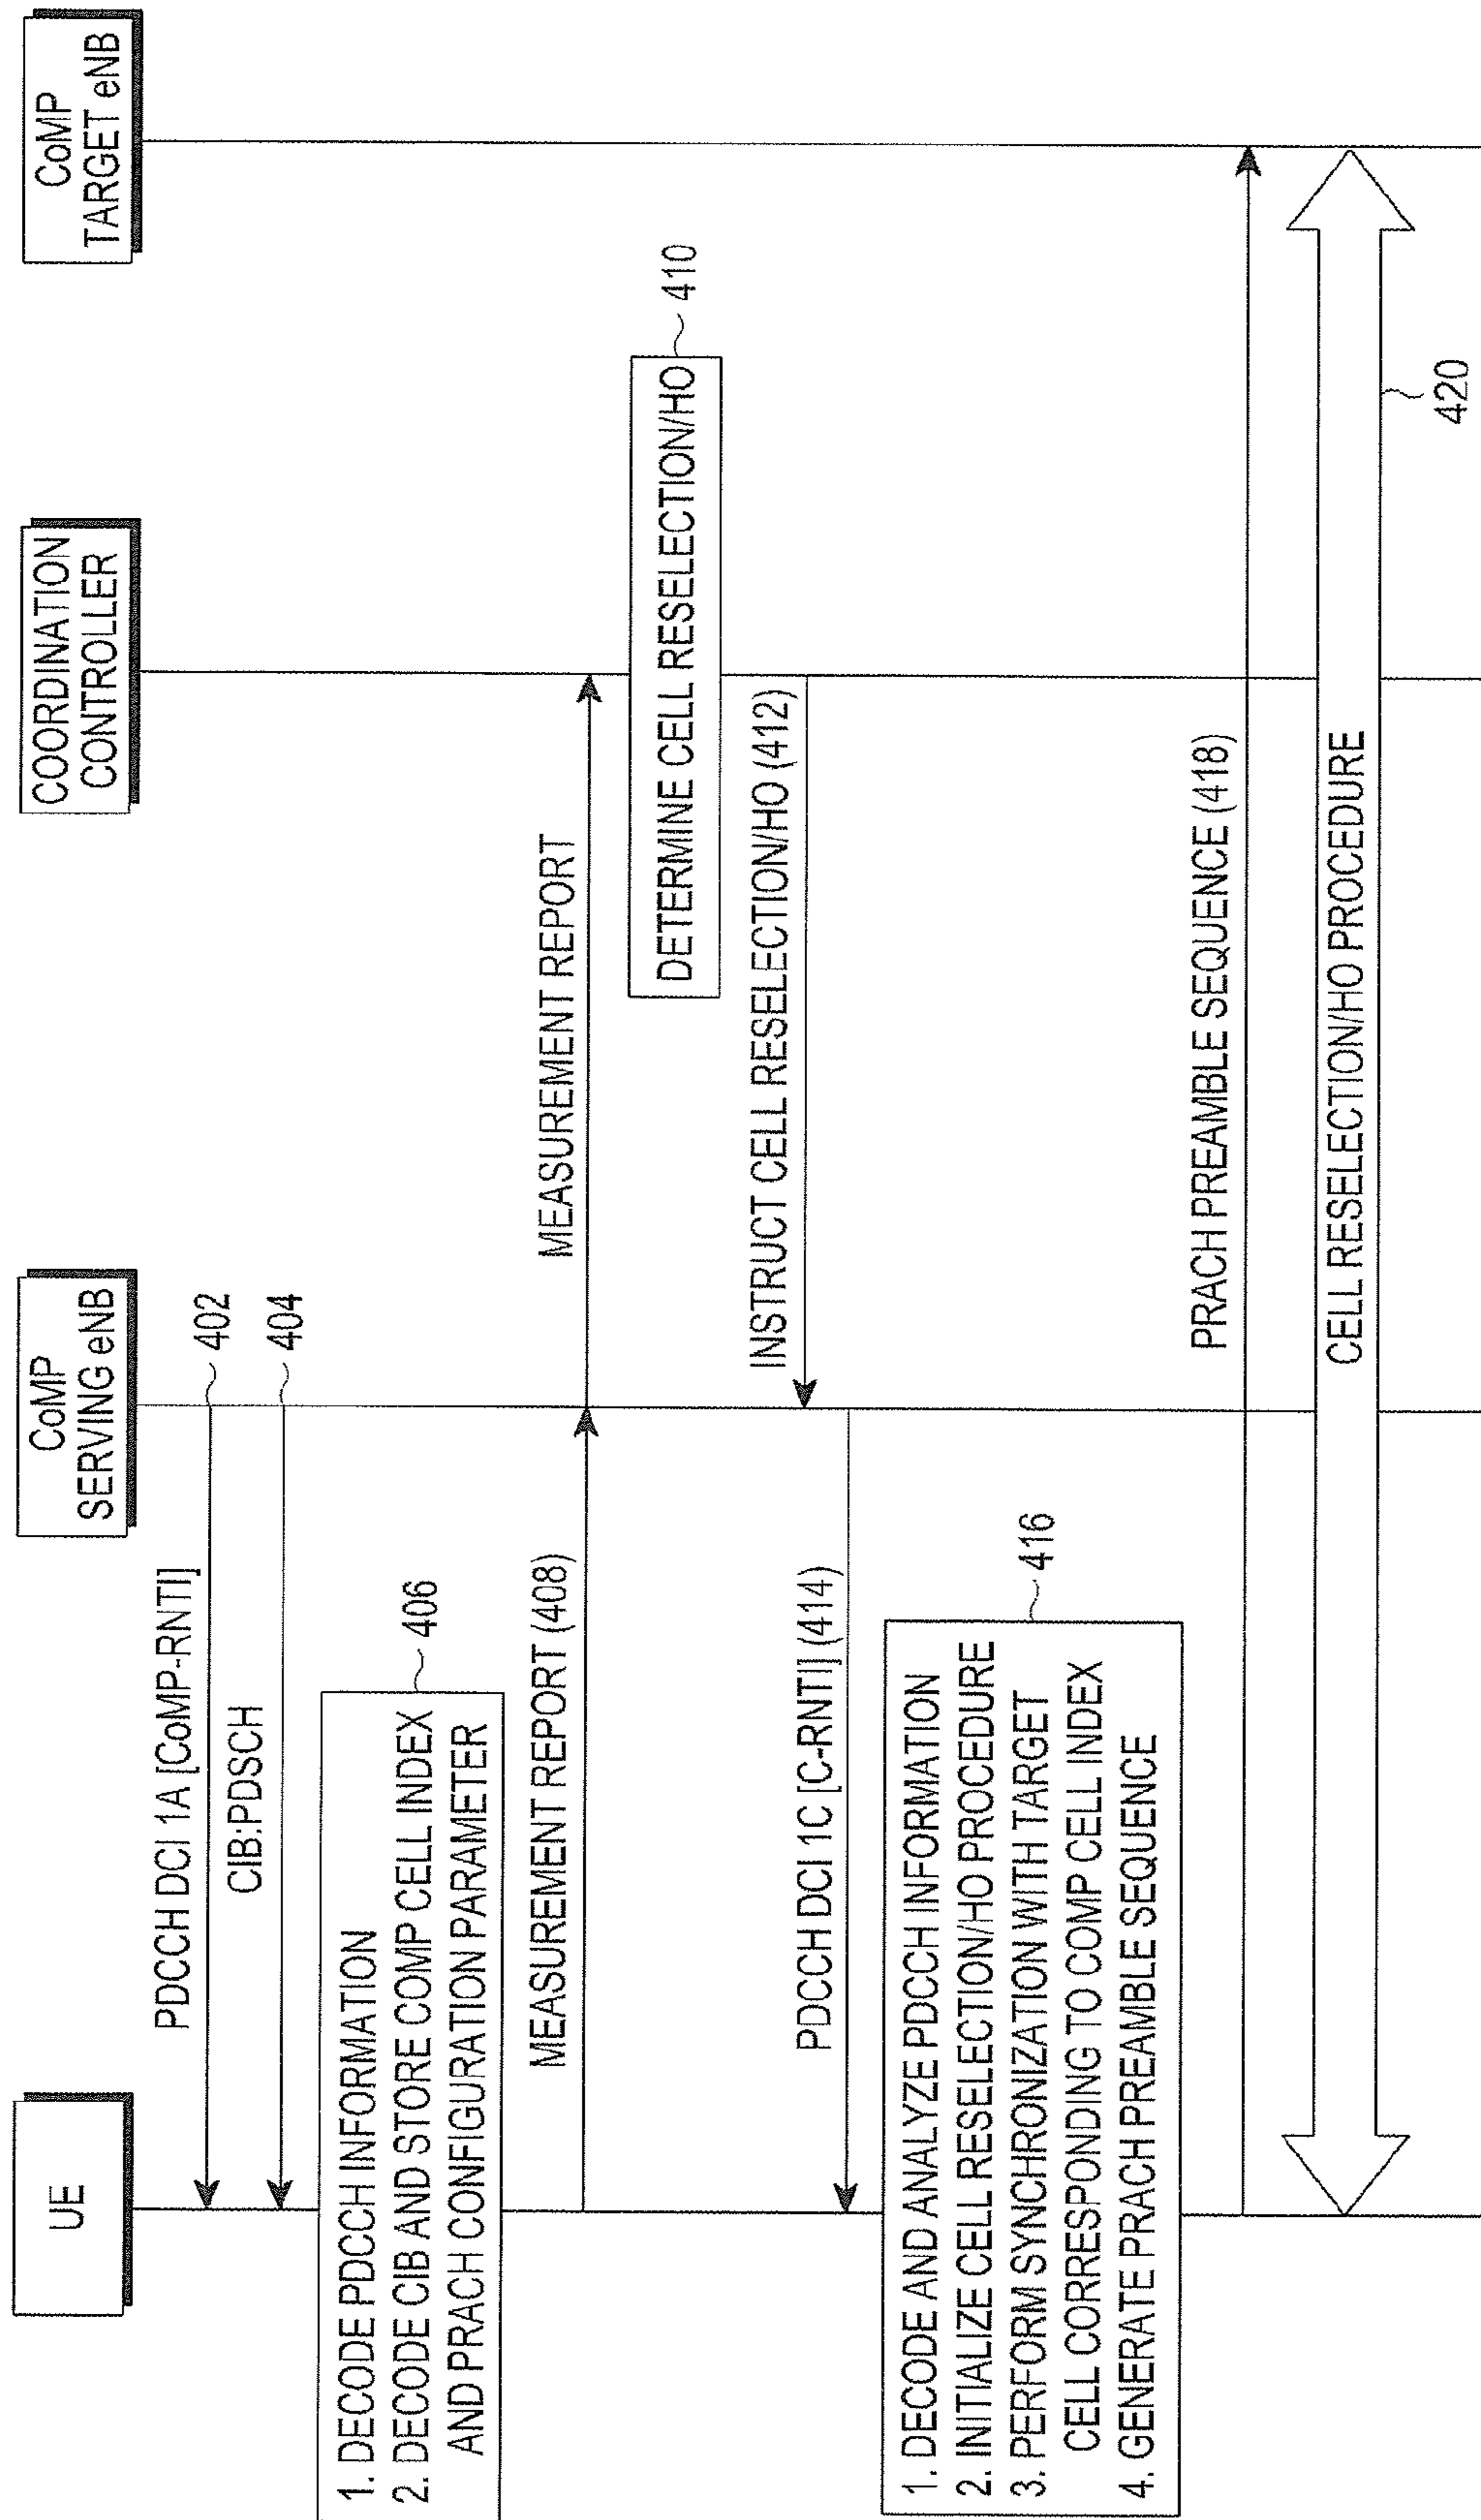 UE
CoMP
SERVING eNB
COORDINATION
CONTROLLER
CoMP
TARGET eNB
PDCCH DCI 1A [CoMP-RNTI]
402
CIB:PDSCH
404
1. DECODE PDCCH INFORMATION
2. DECODE CIB AND STORE COMP CELL INDEX
AND PRACH CONFIGURATION PARAMETER
406
MEASUREMENT REPORT (408)
MEASUREMENT REPORT
DETERMINE CELL RESELECTION/HO
410
INSTRUCT CELL RESELECTION/HO (412)
PDCCH DCI 1C [C-RNTI] (414)
1. DECODE AND ANALYZE PDCCH INFORMATION
2. INITIALIZE CELL RESELECTION/HO PROCEDURE
3. PERFORM SYNCHRONIZATION WITH TARGET
CELL CORRESPONDING TO COMP CELL INDEX
4. GENERATE PRACH PREAMBLE SEQUENCE
416
PRACH PREAMBLE SEQUENCE (418)
CELL RESELECTION/HO PROCEDURE
420